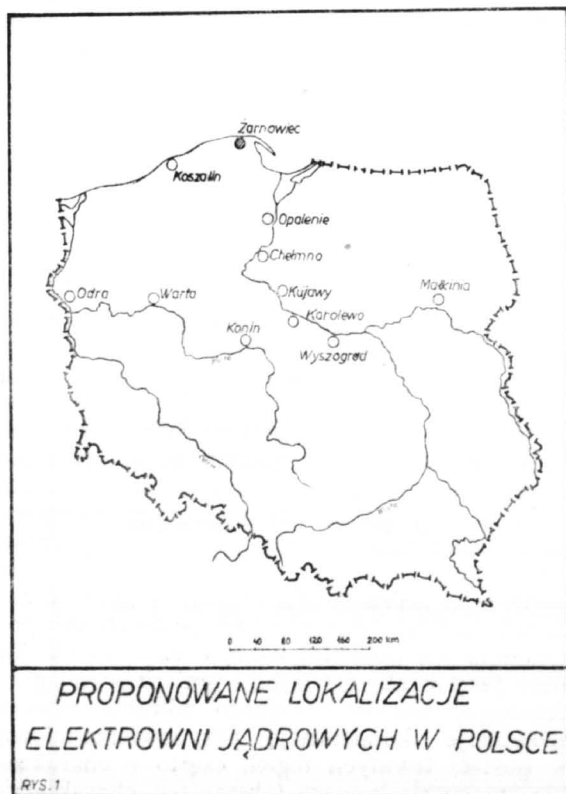 Żarnowiec
Koszalin
Opalenie
Chełmno
Odra
Warta
Kujawy
Małkinia
Karolewo
Konin
Wyszogród
0 40 80 120 160 200 km
PROPONOWANE LOKALIZACJE
ELEKTROWNI JĄDROWYCH W POLSCE
RYS.1